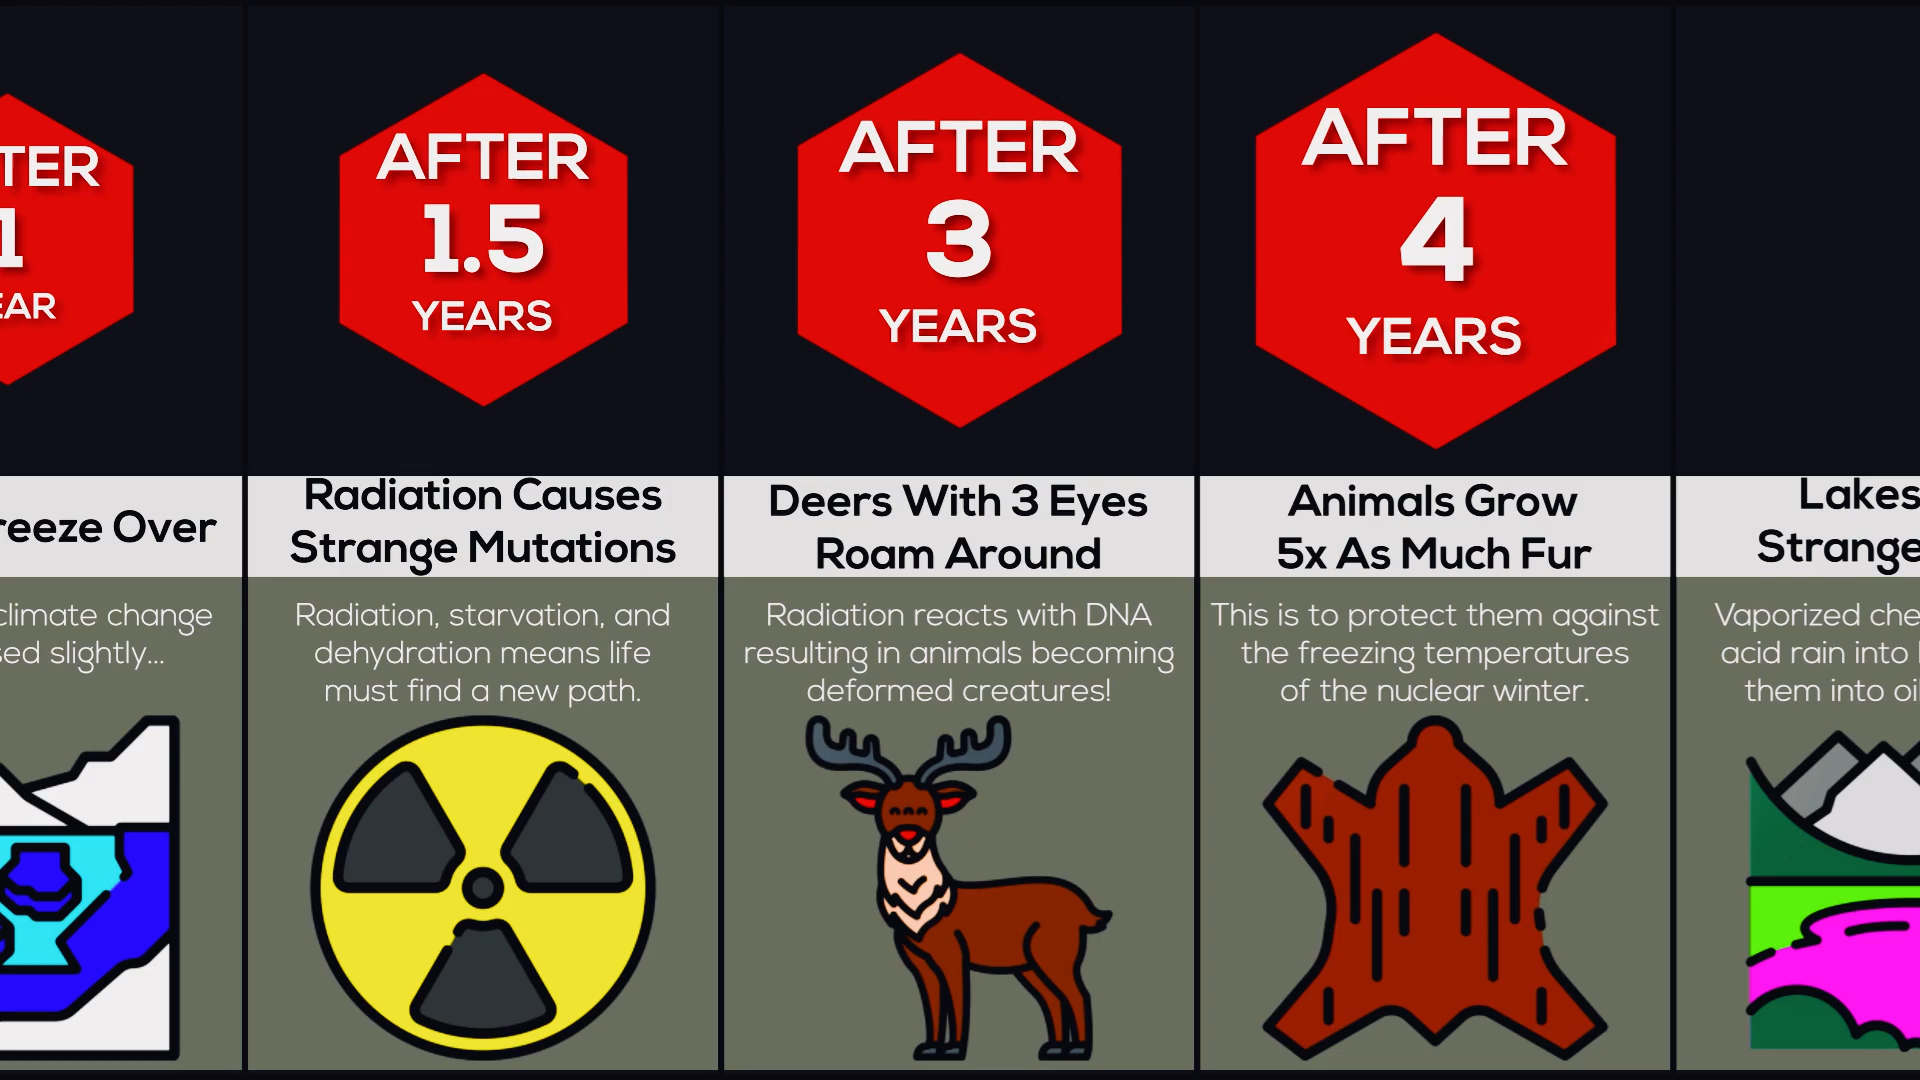 TER
1
EAR
reeze Over
climate change
sed slightly...
AFTER
1.5
YEARS
Radiation Causes
Strange Mutations
Radiation, starvation, and
dehydration means life
must find a new path.
AFTER
3
YEARS
Deers With 3 Eyes
Roam Around
Radiation reacts with DNA
resulting in animals becoming
deformed creatures!
AFTER
4
YEARS
Animals Grow
5x As Much Fur
This is to protect them against
the freezing temperatures
of the nuclear winter.
Lakes
Strange
Vaporized che
acid rain into
them into oi